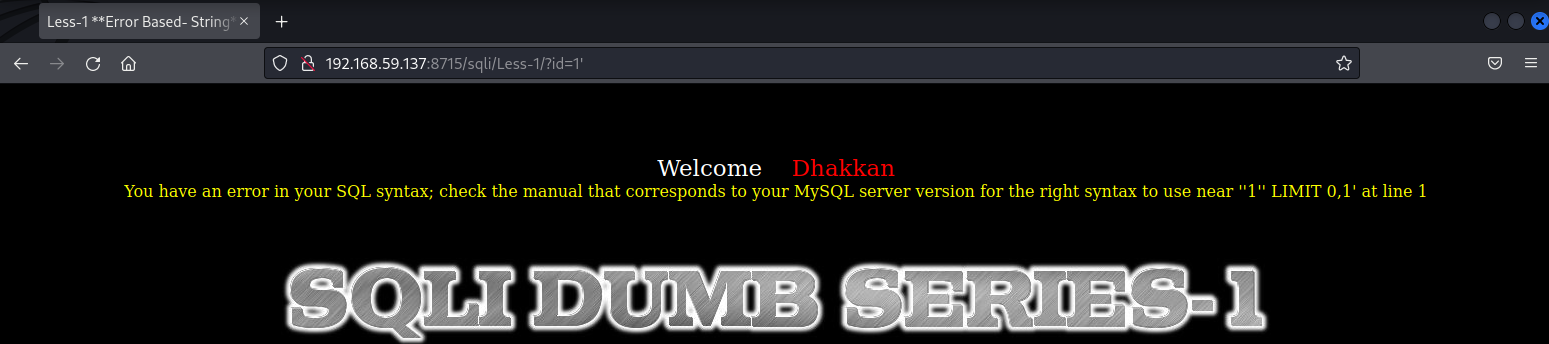 Less-1 **Error Based- String*
192.168.59.137:8715/sqli/Less-1/?id=1'
Welcome Dhakkan
You have an error in your SQL syntax; check the manual that corresponds to your MySQL server version for the right syntax to use near ''1'' LIMIT 0,1' at line 1
SQLI DUMB SERIES-1